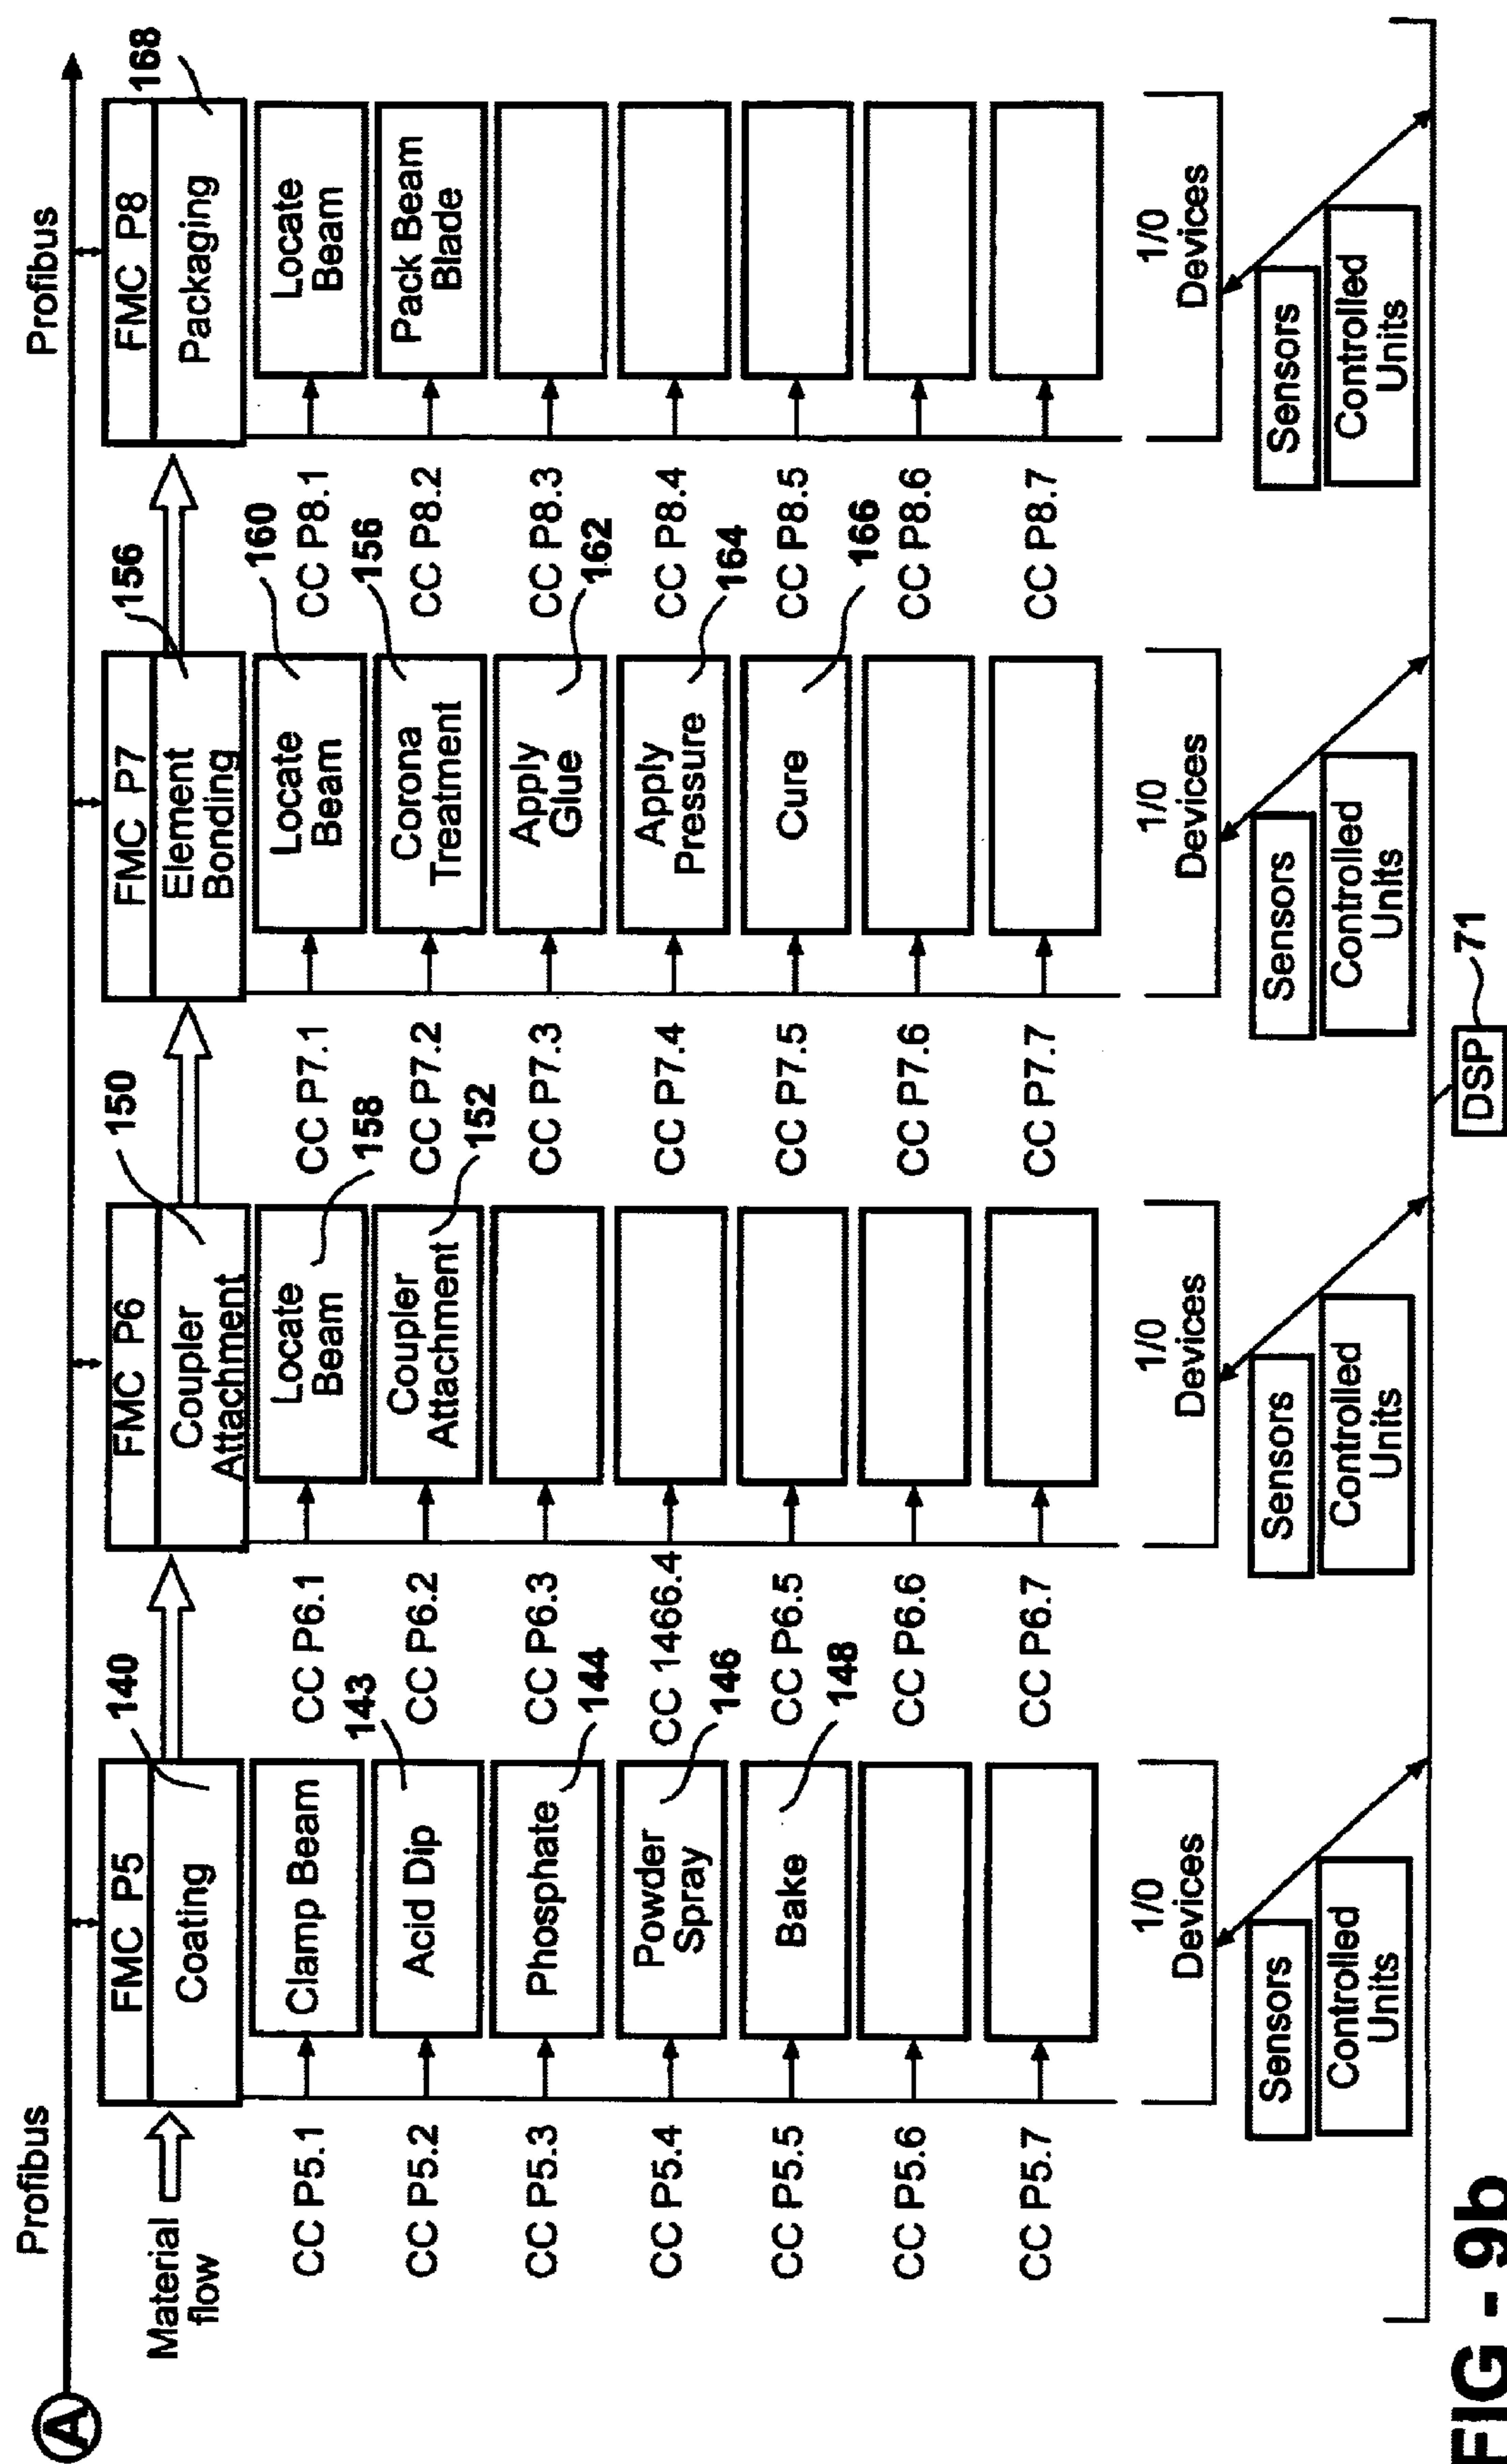 Profibus
Profibus
A
Material
flow
FMC P5
Coating
140
CC P5.1
Clamp Beam
CC P5.2
Acid Dip
143
CC P5.3
Phosphate
144
CC P5.4
Powder
Spray
146
CC P5.5
Bake
148
CC P5.6
CC P5.7
1/0
Devices
Sensors
Controlled
Units
FMC P6
Coupler
Attachment
150
CC P6.1
Locate
Beam
158
CC P6.2
Coupler
Attachment
152
CC P6.3
CC 1466.4
CC P6.5
CC P6.6
CC P6.7
1/0
Devices
Sensors
Controlled
Units
FMC P7
Element
Bonding
156
CC P7.1
Locate
Beam
160
CC P7.2
Corona
Treatment
156
CC P7.3
Apply
Glue
162
CC P7.4
Apply
Pressure
164
CC P7.5
Cure
166
CC P7.6
CC P7.7
1/0
Devices
Sensors
Controlled
Units
FMC P8
Packaging
168
CC P8.1
Locate
Beam
CC P8.2
Pack Beam
Blade
CC P8.3
CC P8.4
CC P8.5
CC P8.6
CC P8.7
1/0
Devices
Sensors
Controlled
Units
DSP
71
FIG - 9b